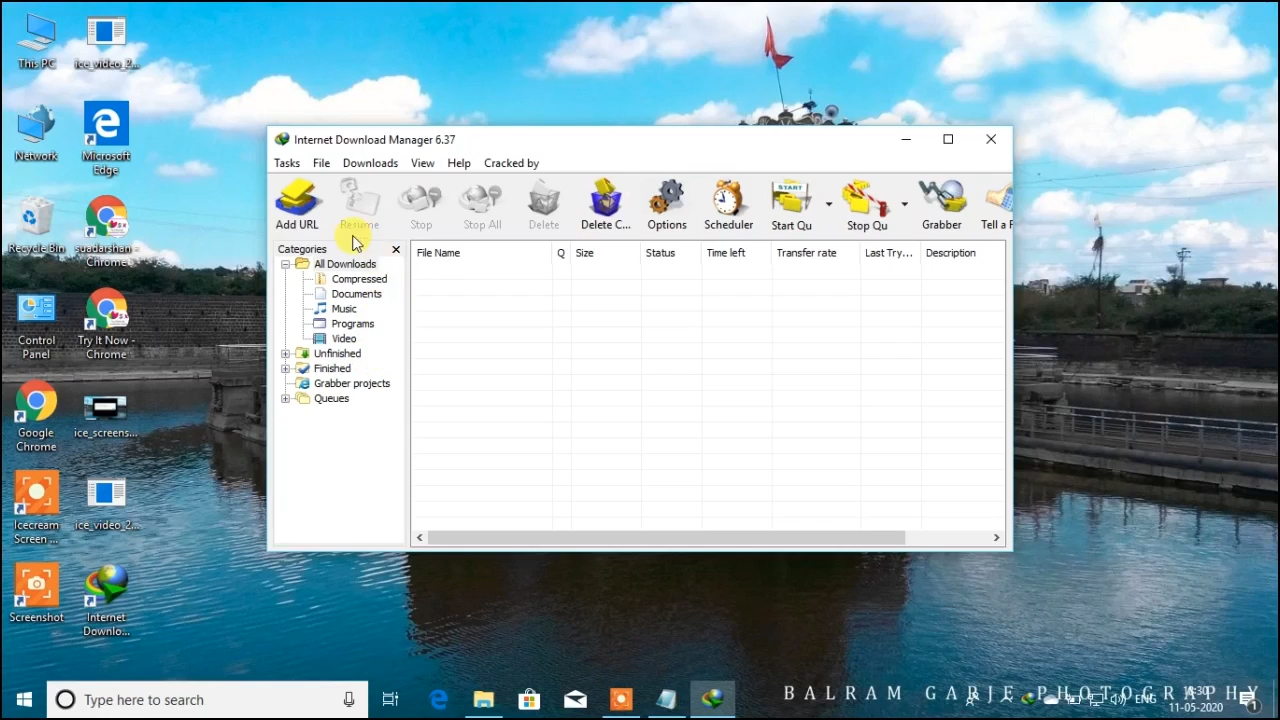 This PC
ice_video_2...
Network
Microsoft
Edge
Recycle Bin
suadarshan -
Chrome
Control
Panel
Try It Now -
Chrome
Google
Chrome
ice_screens...
Icecream
Screen ...
ice_video_2...
Screenshot
Internet
Downlo...
Internet Download Manager 6.37
Tasks File Downloads View Help Cracked by
Add URL Resume Stop Stop All Delete Delete C... Options Scheduler Start Qu Stop Qu Grabber Tell a F
Categories
All Downloads
Compressed
Documents
Music
Programs
Video
Unfinished
Finished
Grabber projects
Queues
File Name Q Size Status Time left Transfer rate Last Try... Description
Type here to search
BALRAM GARJE PHOTOGRAPHY
ENG
11-05-2020
1